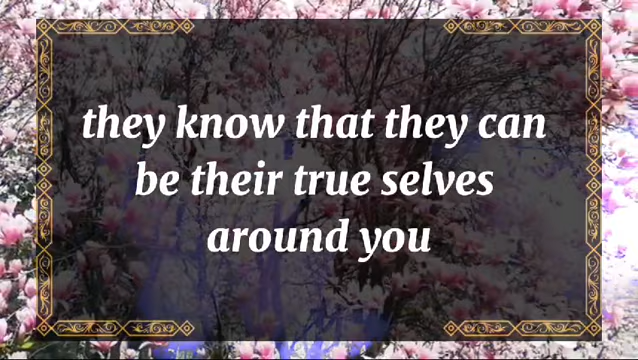 they know that they can
be their true selves
around you